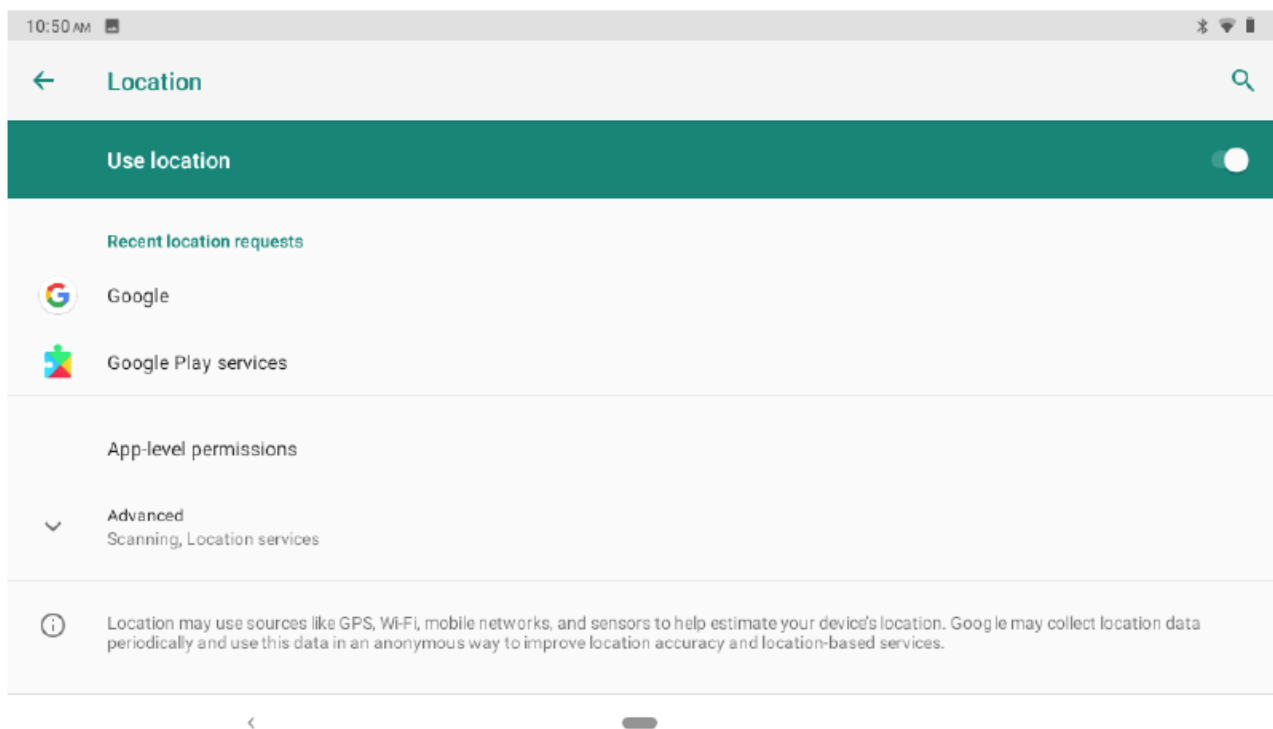 10:50 AM
Location
Use location
Recent location requests
Google
Google Play services
App-level permissions
Advanced
Scanning, Location services
Location may use sources like GPS, Wi-Fi, mobile networks, and sensors to help estimate your device's location. Google may collect location data
periodically and use this data in an anonymous way to improve location accuracy and location-based services.